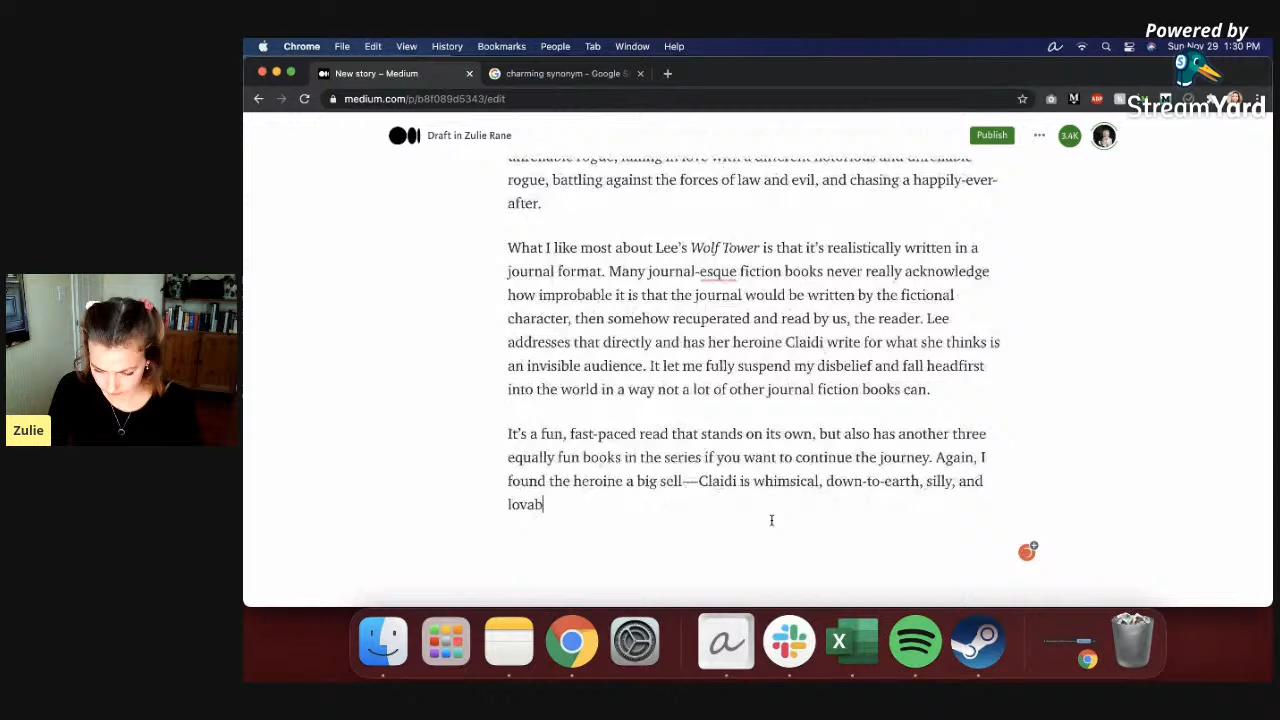 Powered by
StreamYard
Chrome File Edit View History Bookmarks People Tab Window Help
Sun Nov 29 1:30 PM
New story – Medium
charming synonym - Google S
medium.com/p/b8f089d5343/edit
Draft in Zulie Rane
Publish
3.4K
rogue, battling against the forces of law and evil, and chasing a happily-ever-
after.
What I like most about Lee’s Wolf Tower is that it’s realistically written in a
journal format. Many journal-esque fiction books never really acknowledge
how improbable it is that the journal would be written by the fictional
character, then somehow recuperated and read by us, the reader. Lee
addresses that directly and has her heroine Claidi write for what she thinks is
an invisible audience. It let me fully suspend my disbelief and fall headfirst
into the world in a way not a lot of other journal fiction books can.
It’s a fun, fast-paced read that stands on its own, but also has another three
equally fun books in the series if you want to continue the journey. Again, I
found the heroine a big sell—Claidi is whimsical, down-to-earth, silly, and
lovab
Zulie